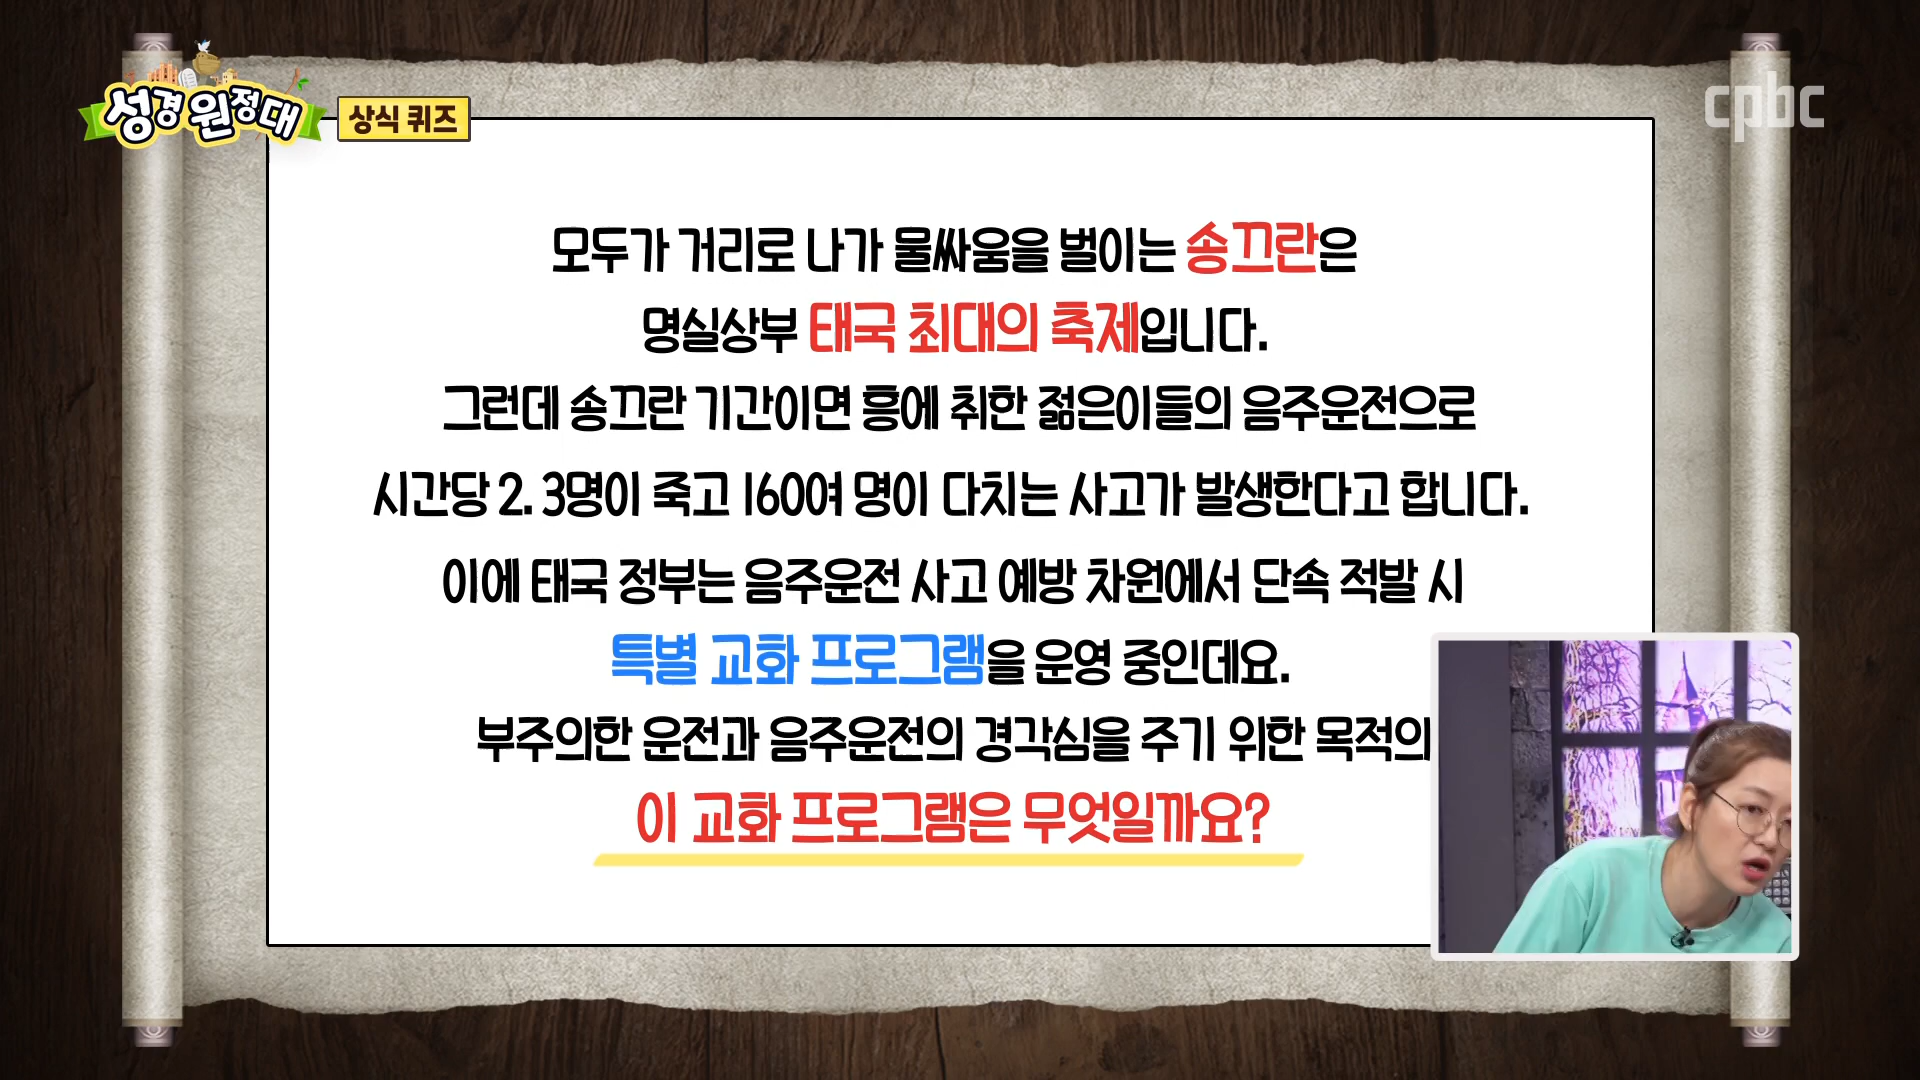 성경 원정대
상식 퀴즈
cpbc
모두가 거리로 나가 물싸움을 벌이는 송끄란은
명실상부 태국 최대의 축제입니다.
그런데 송끄란 기간이면 흥에 취한 젊은이들의 음주운전으로
시간당 2. 3명이 죽고 160여 명이 다치는 사고가 발생한다고 합니다.
이에 태국 정부는 음주운전 사고 예방 차원에서 단속 적발 시
특별 교화 프로그램을 운영 중인데요.
부주의한 운전과 음주운전의 경각심을 주기 위한 목적의
이 교화 프로그램은 무엇일까요?